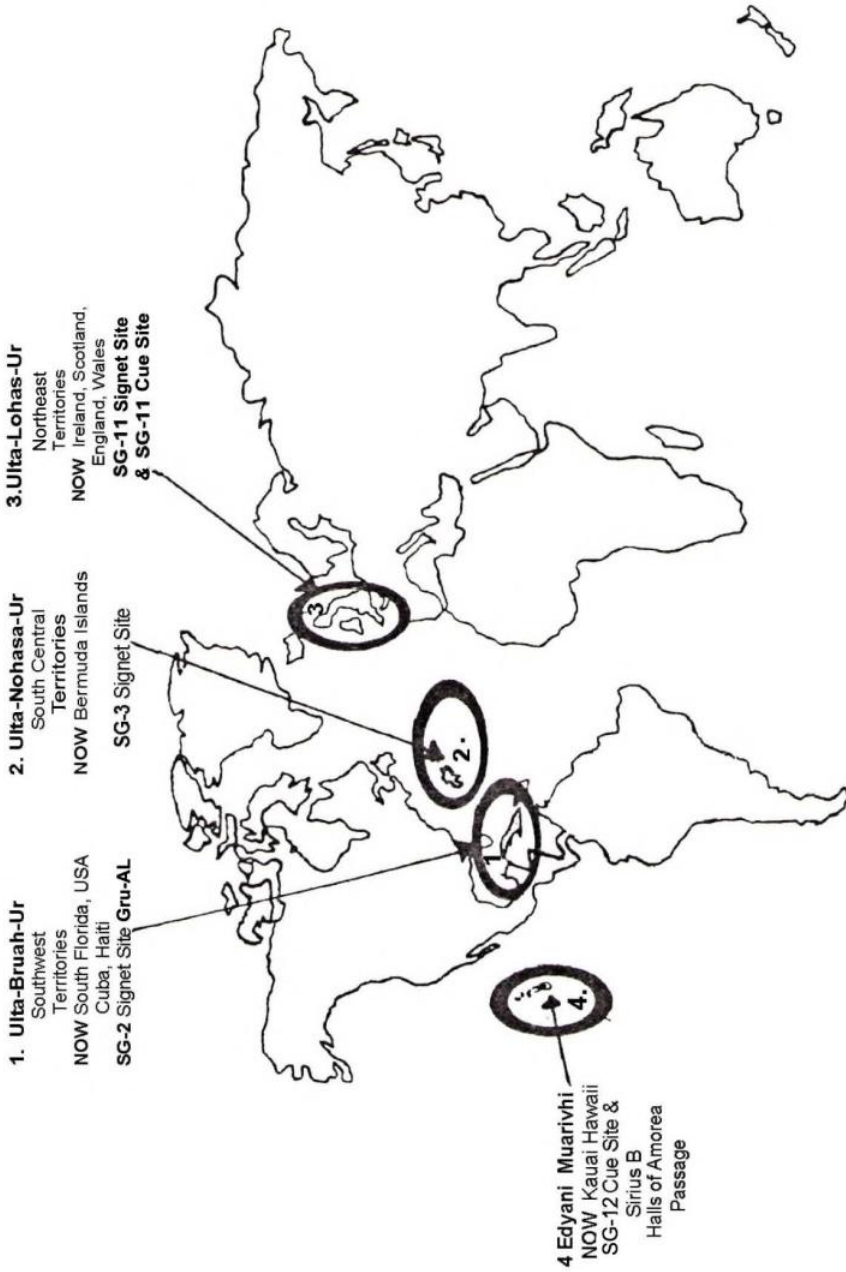 1. Ulta-Bruah-Ur
Southwest
Territories
NOW South Florida, USA
Cuba, Haiti
SG-2 Signet Site Gru-AL
2. Ulta-Nohasa-Ur
South Central
Territories
NOW Bermuda Islands
SG-3 Signet Site
3.Ulta-Lohas-Ur
Northeast
Territories
NOW Ireland, Scotland,
England, Wales
SG-11 Signet Site
& SG-11 Cue Site
4 Edyani Muarivhi
NOW Kauai Hawaii
SG-12 Cue Site &
Sirius B
Halls of Amorea
Passage
1.
2.
3
4.